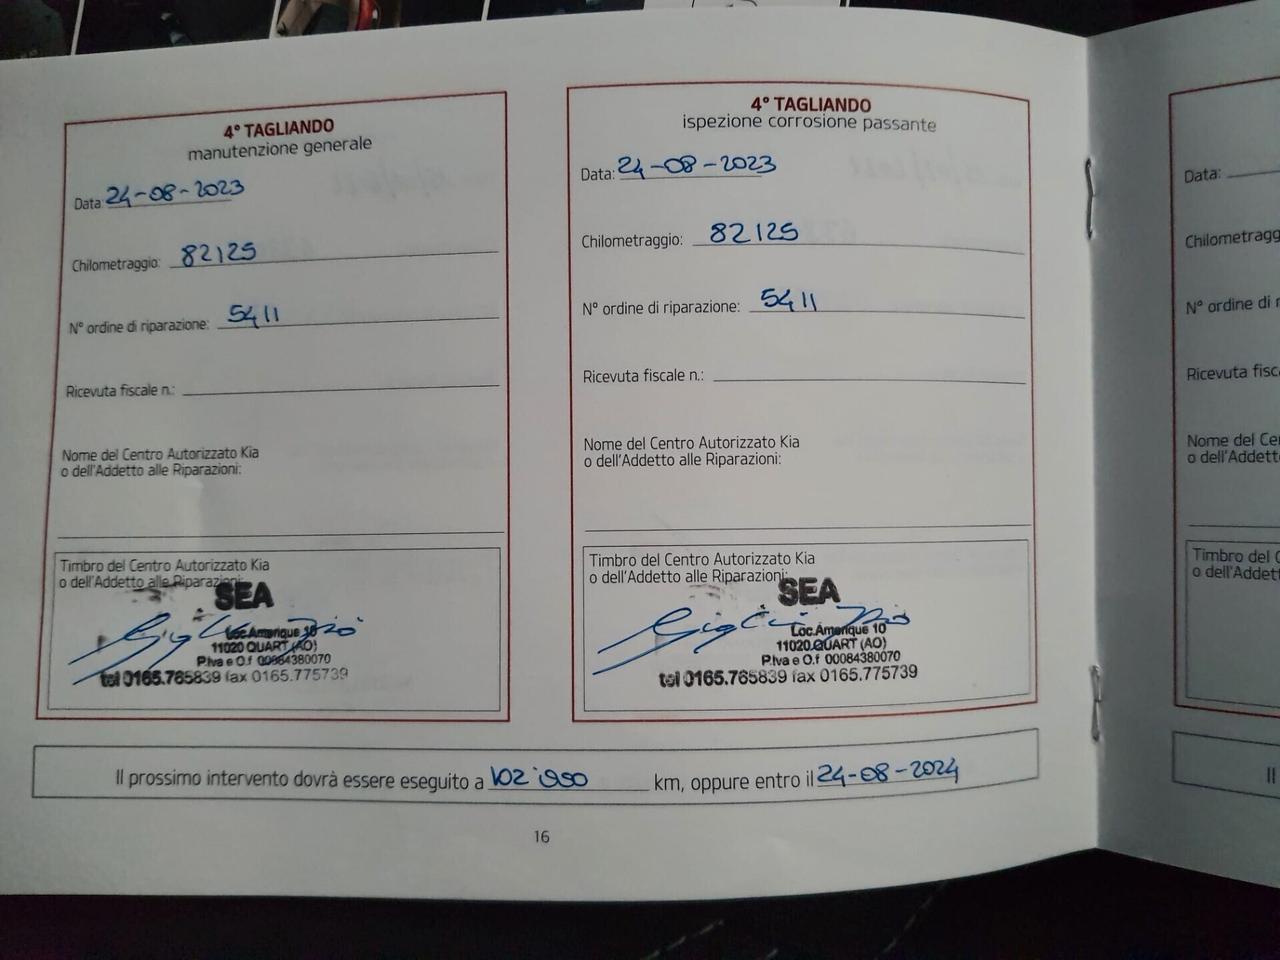 4° TAGLIANDO
manutenzione generale
Data: 24-08-2023
Chilometraggio: 82125
N° ordine di riparazione: 5411
Ricevuta fiscale n.:
Nome del Centro Autorizzato Kia
o dell'Addetto alle Riparazioni:
Timbro del Centro Autorizzato Kia
o dell'Addetto alle Riparazioni:
SEA
Loc.Amerique 10
11020 QUART (AO)
P.Iva e O.f 00084380070
tel 0165.765839 fax 0165.775739
4° TAGLIANDO
ispezione corrosione passante
Data: 24-08-2023
Chilometraggio: 82125
N° ordine di riparazione: 5411
Ricevuta fiscale n.:
Nome del Centro Autorizzato Kia
o dell'Addetto alle Riparazioni:
Timbro del Centro Autorizzato Kia
o dell'Addetto alle Riparazioni:
SEA
Loc.Amerique 10
11020 QUART (AO)
P.Iva e O.f 00084380070
tel 0165.765839 fax 0165.775739
Il prossimo intervento dovrà essere eseguito a km, oppure entro il 24-08-2024
16
Data:
Chilometragg
N° ordine di r
Ricevuta fisc
Nome del Ce
o dell'Addett
Timbro del C
o dell'Addet
Il